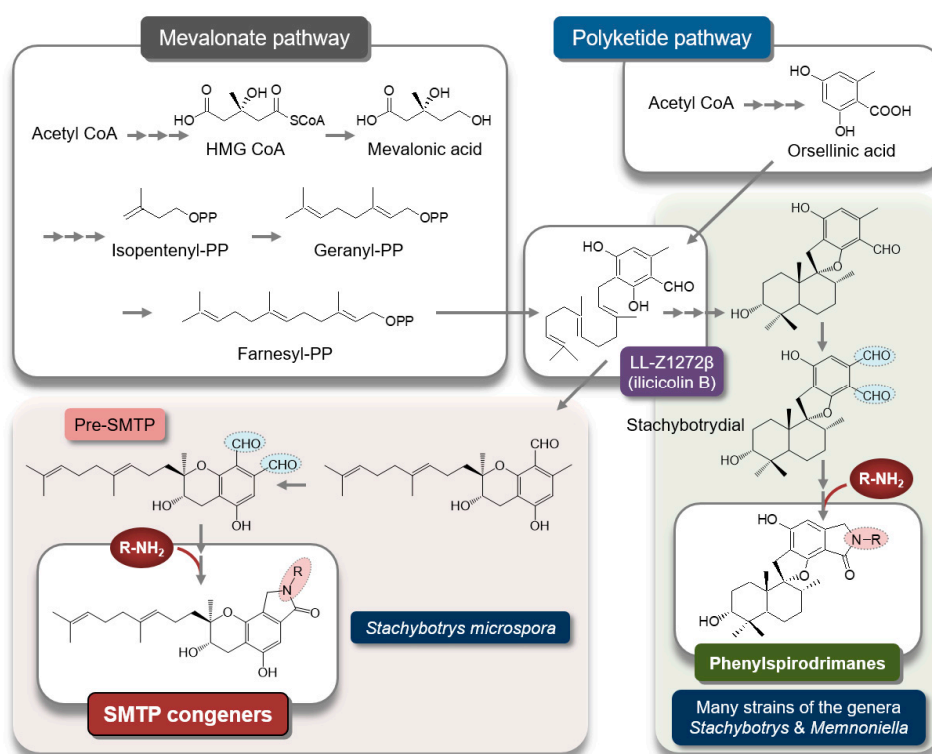 Mevalonate pathway
Polyketide pathway
Acetyl CoA
O
HO
OH
O
SCoA
HMG CoA
O
HO
OH
OH
Mevalonic acid
Acetyl CoA
HO
COOH
OH
Orsellinic acid
OPP
Isopentenyl-PP
OPP
Geranyl-PP
OPP
Farnesyl-PP
HO
CHO
OH
LL-Z1272β
(ilicicolin B)
HO
CHO
O
H
HO
HO
CHO
CHO
O
Stachybotrydial
H
HO
R-NH2
HO
N–R
O
O
H
HO
Phenylspirodrimanes
Many strains of the genera
Stachybotrys & Memnoniella
Pre-SMTP
CHO
CHO
O
HO
OH
CHO
O
HO
OH
R-NH2
R
N
O
O
HO
OH
Stachybotrys microspora
SMTP congeners